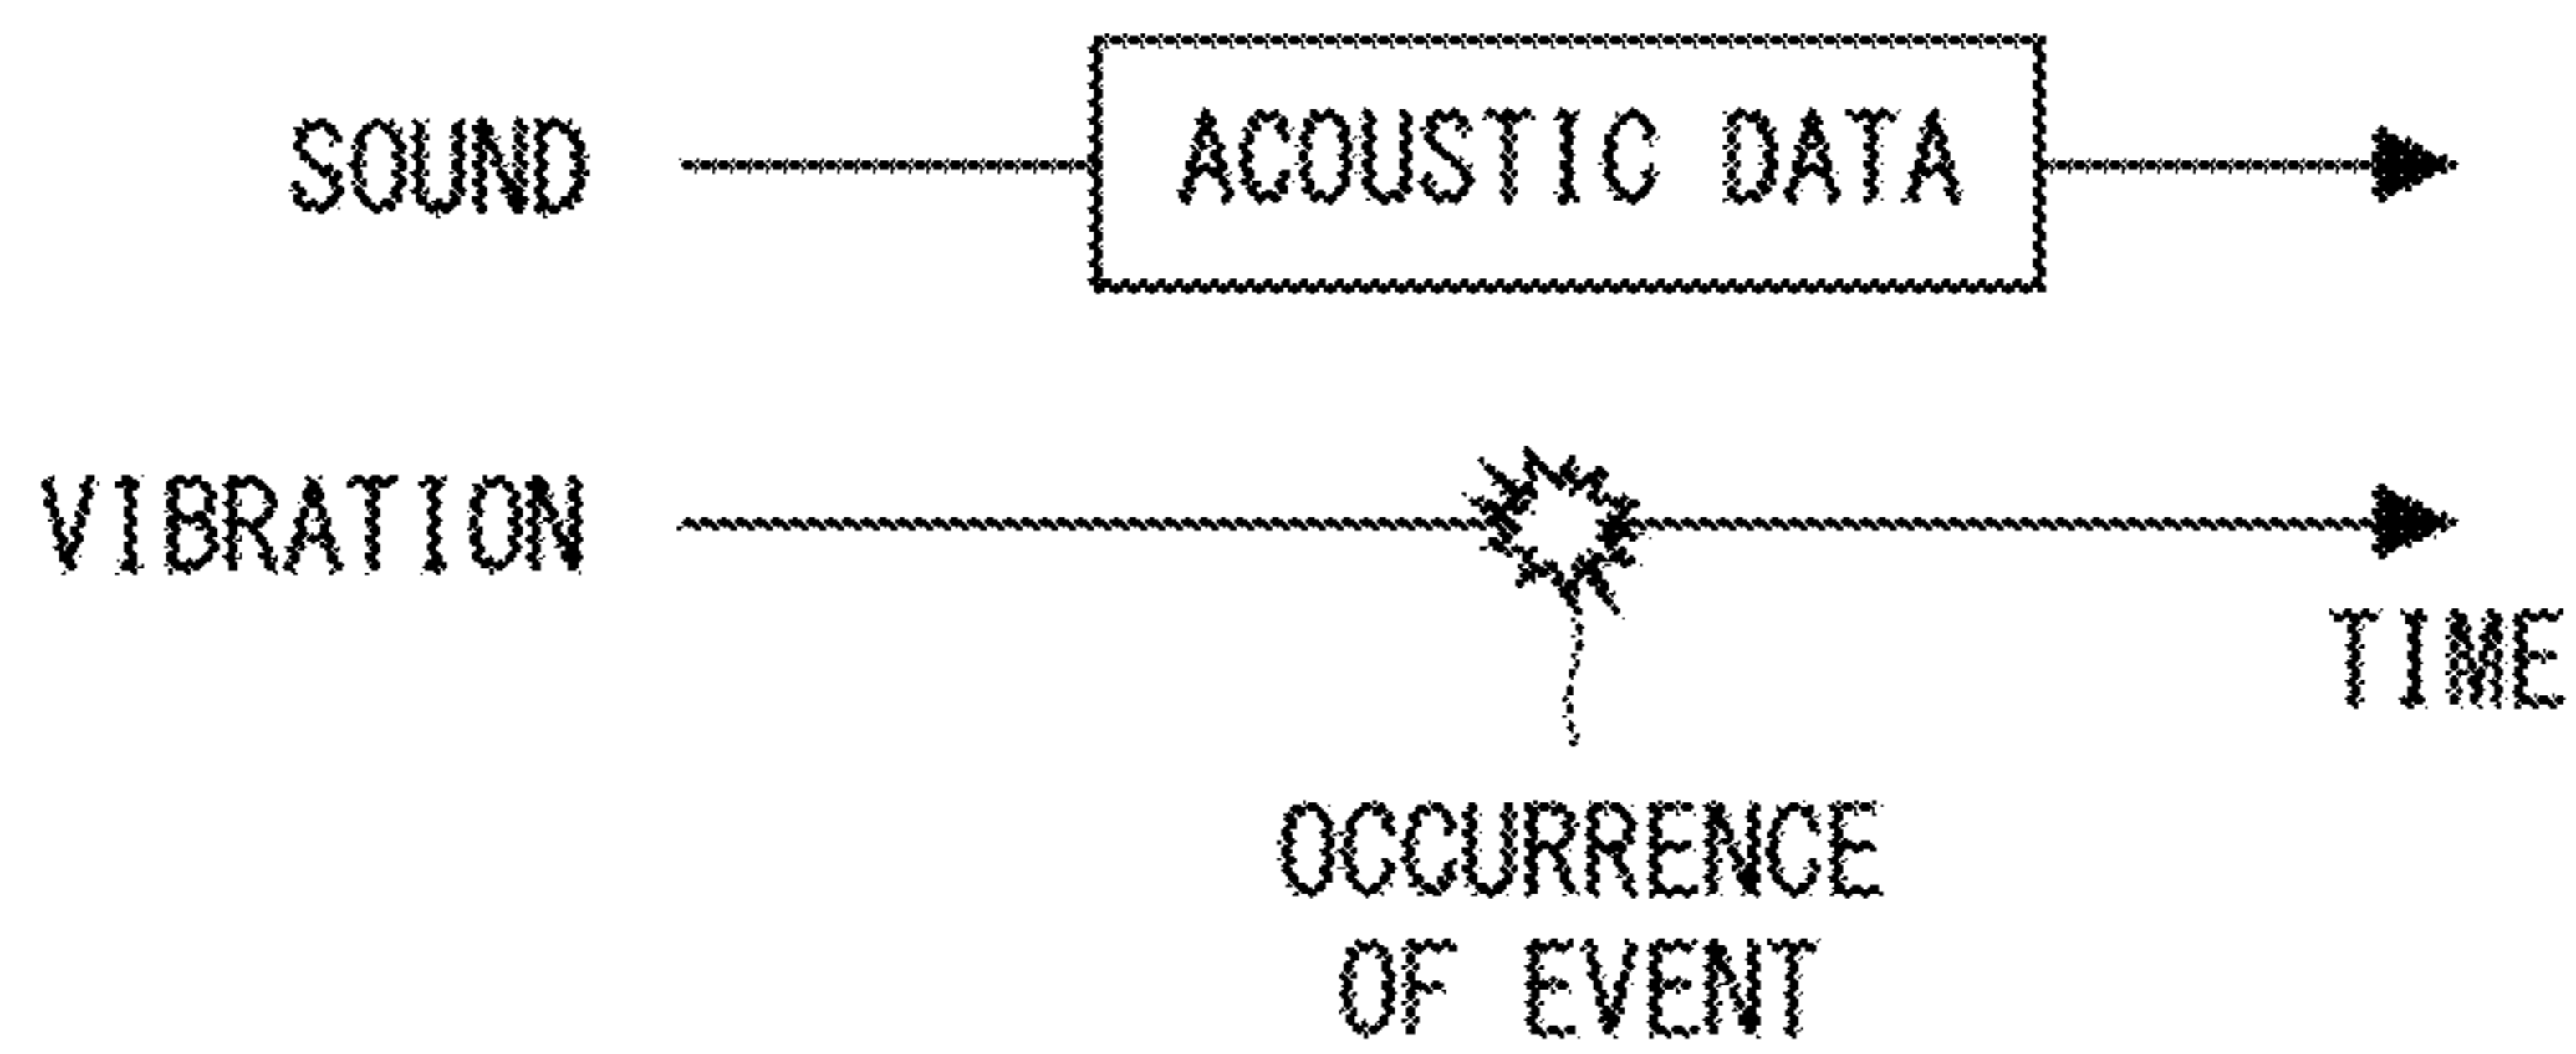 SOUND
ACOUSTIC DATA
VIBRATION
TIME
OCCURRENCE
OF EVENT